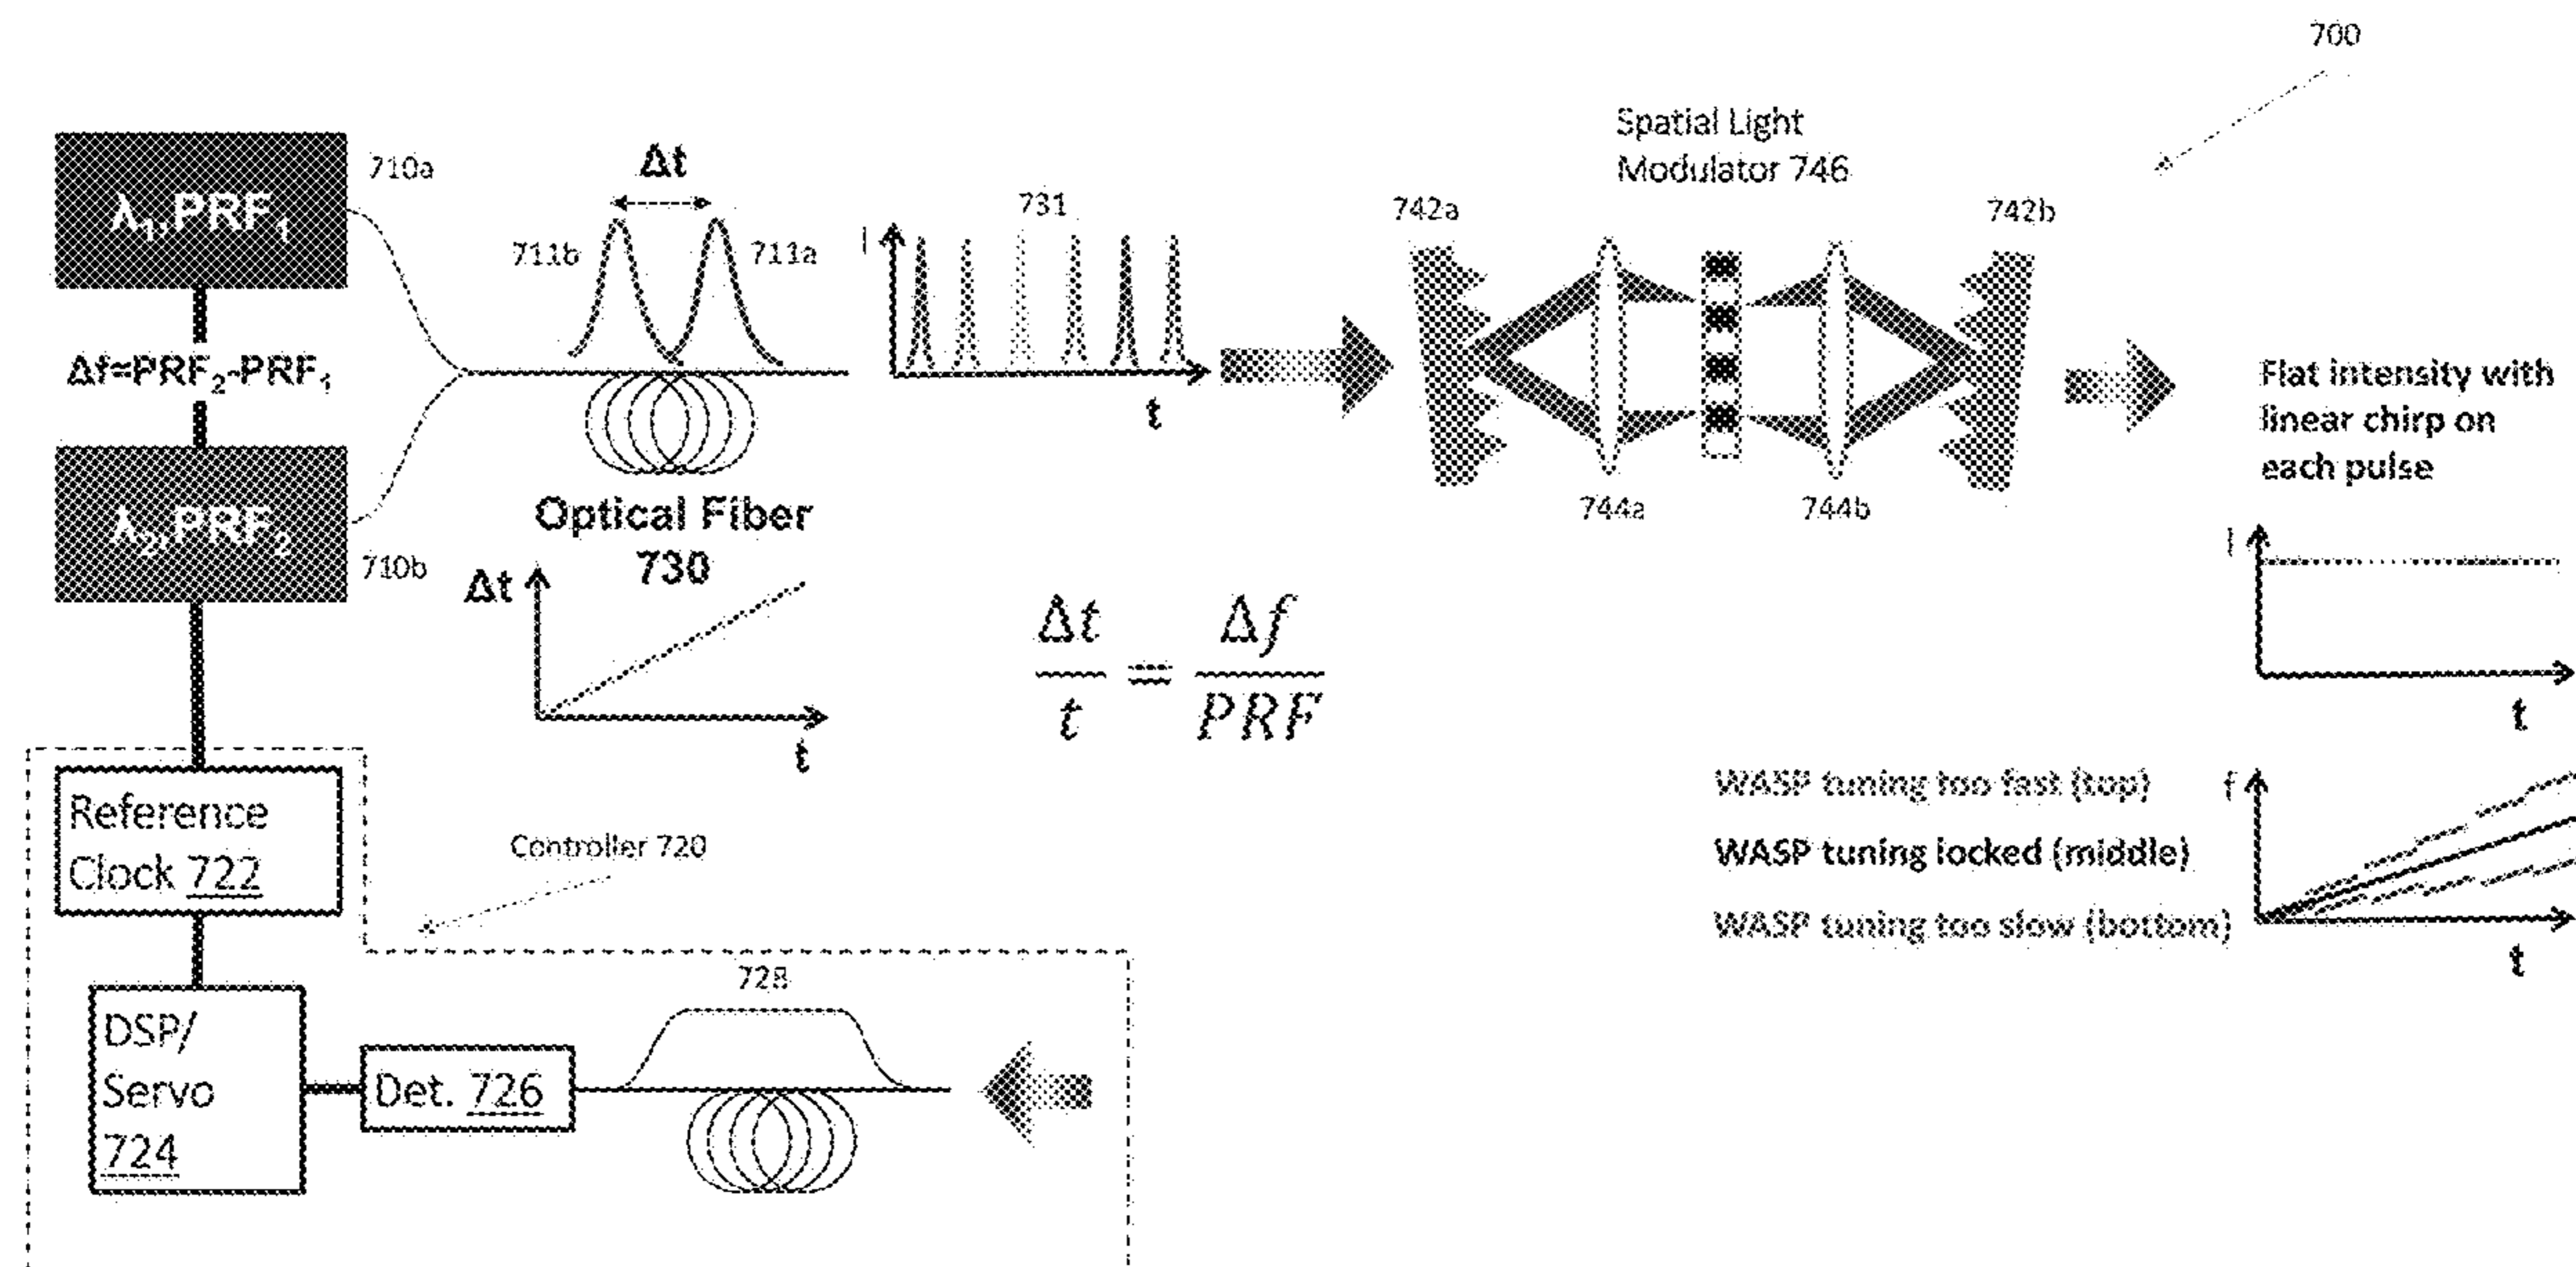 700
λ₁,PRF₁
710a
Δf=PRF₂-PRF₁
λ₂,PRF₂
710b
Δt
711b
711a
Optical Fiber
730
Δt
t
I
731
t
Spatial Light
Modulator 746
742a
742b
744a
744b
Δt/t = Δf/PRF
Flat intensity with
linear chirp on
each pulse
I
t
WASP tuning too fast (top)
WASP tuning locked (middle)
WASP tuning too slow (bottom)
f
t
Reference
Clock 722
Controller 720
DSP/
Servo
724
Det. 726
728